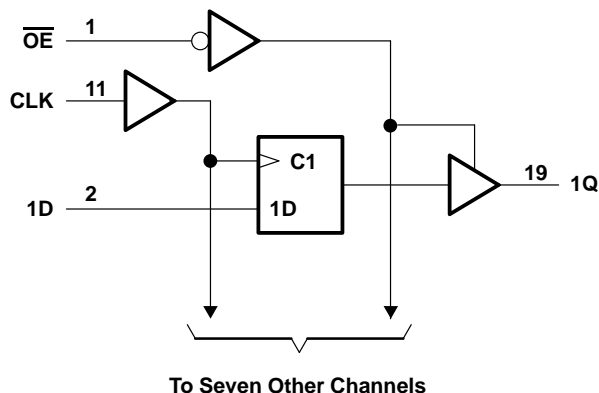 OE 1
CLK 11
C1
1D 2 1D
19 1Q
To Seven Other Channels